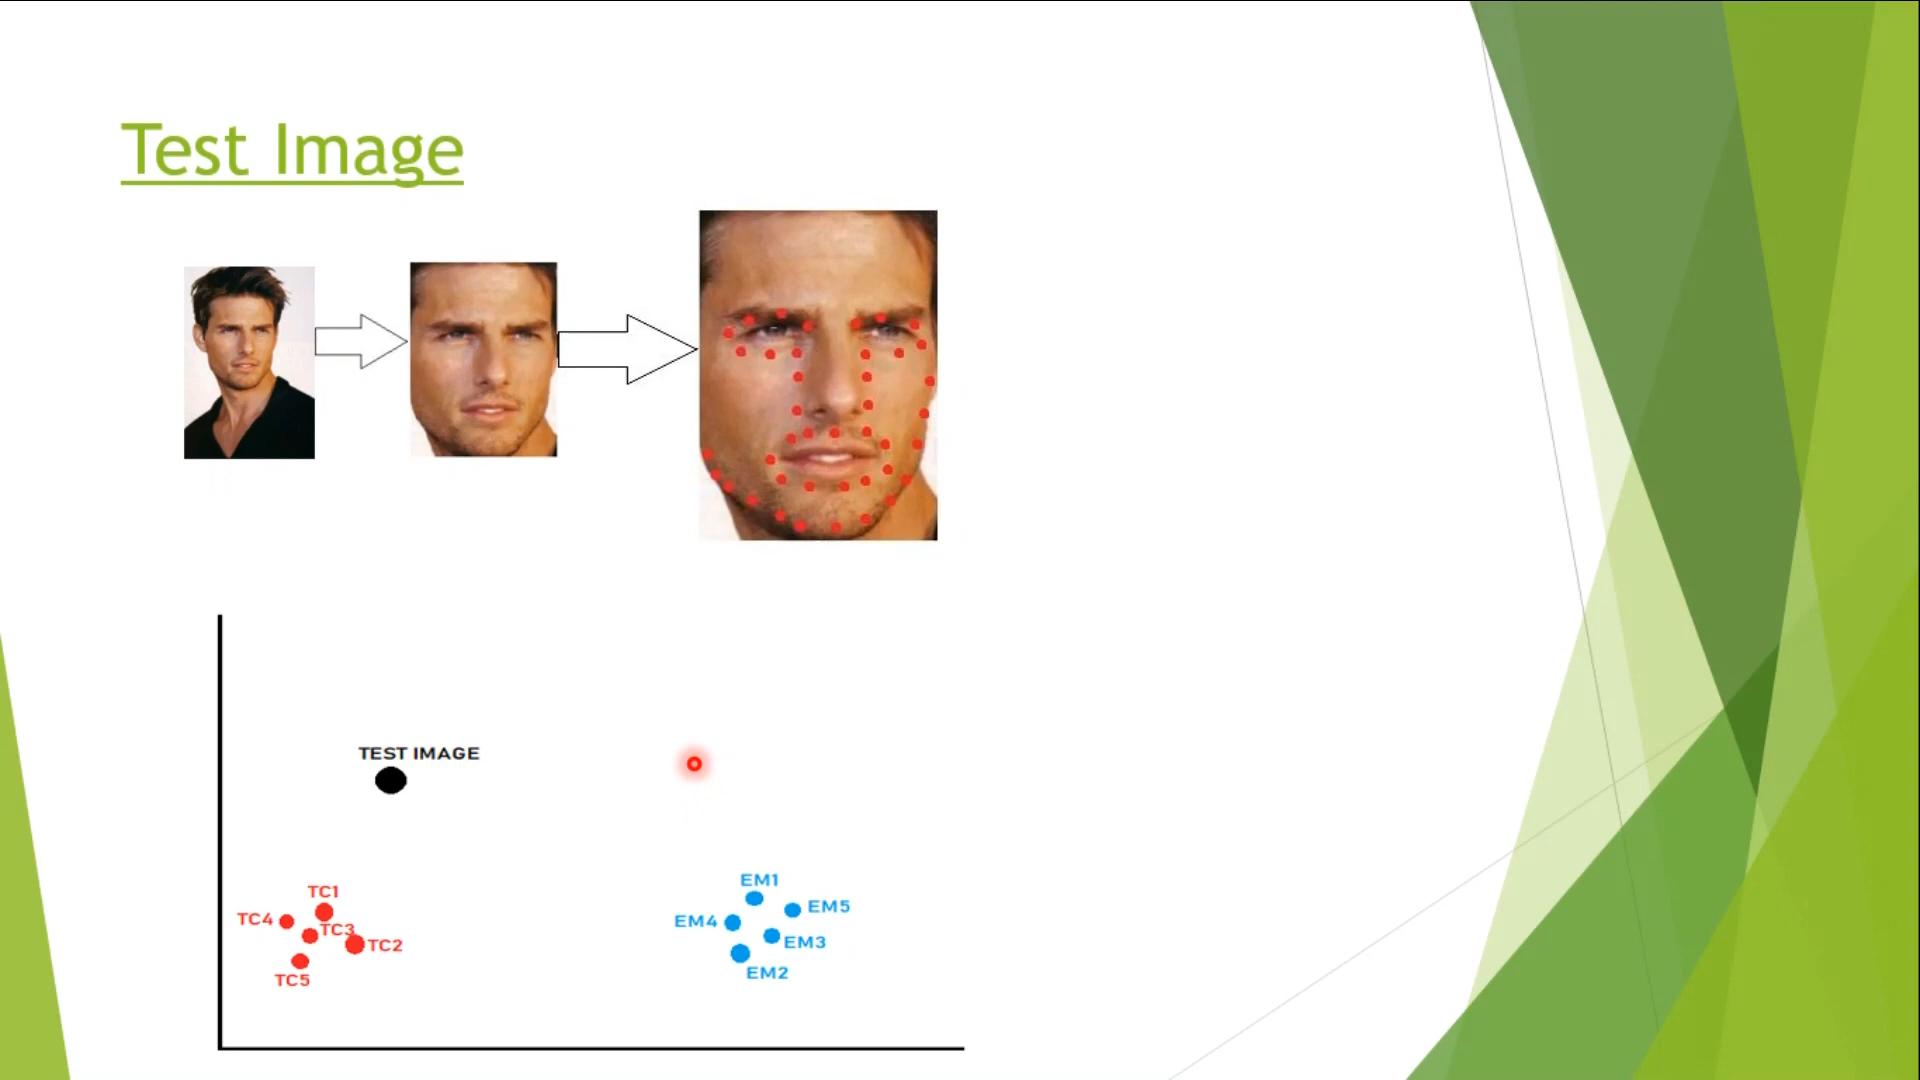 Test Image
TEST IMAGE
TC1
TC4
TC3
TC2
TC5
EM1
EM5
EM4
EM3
EM2